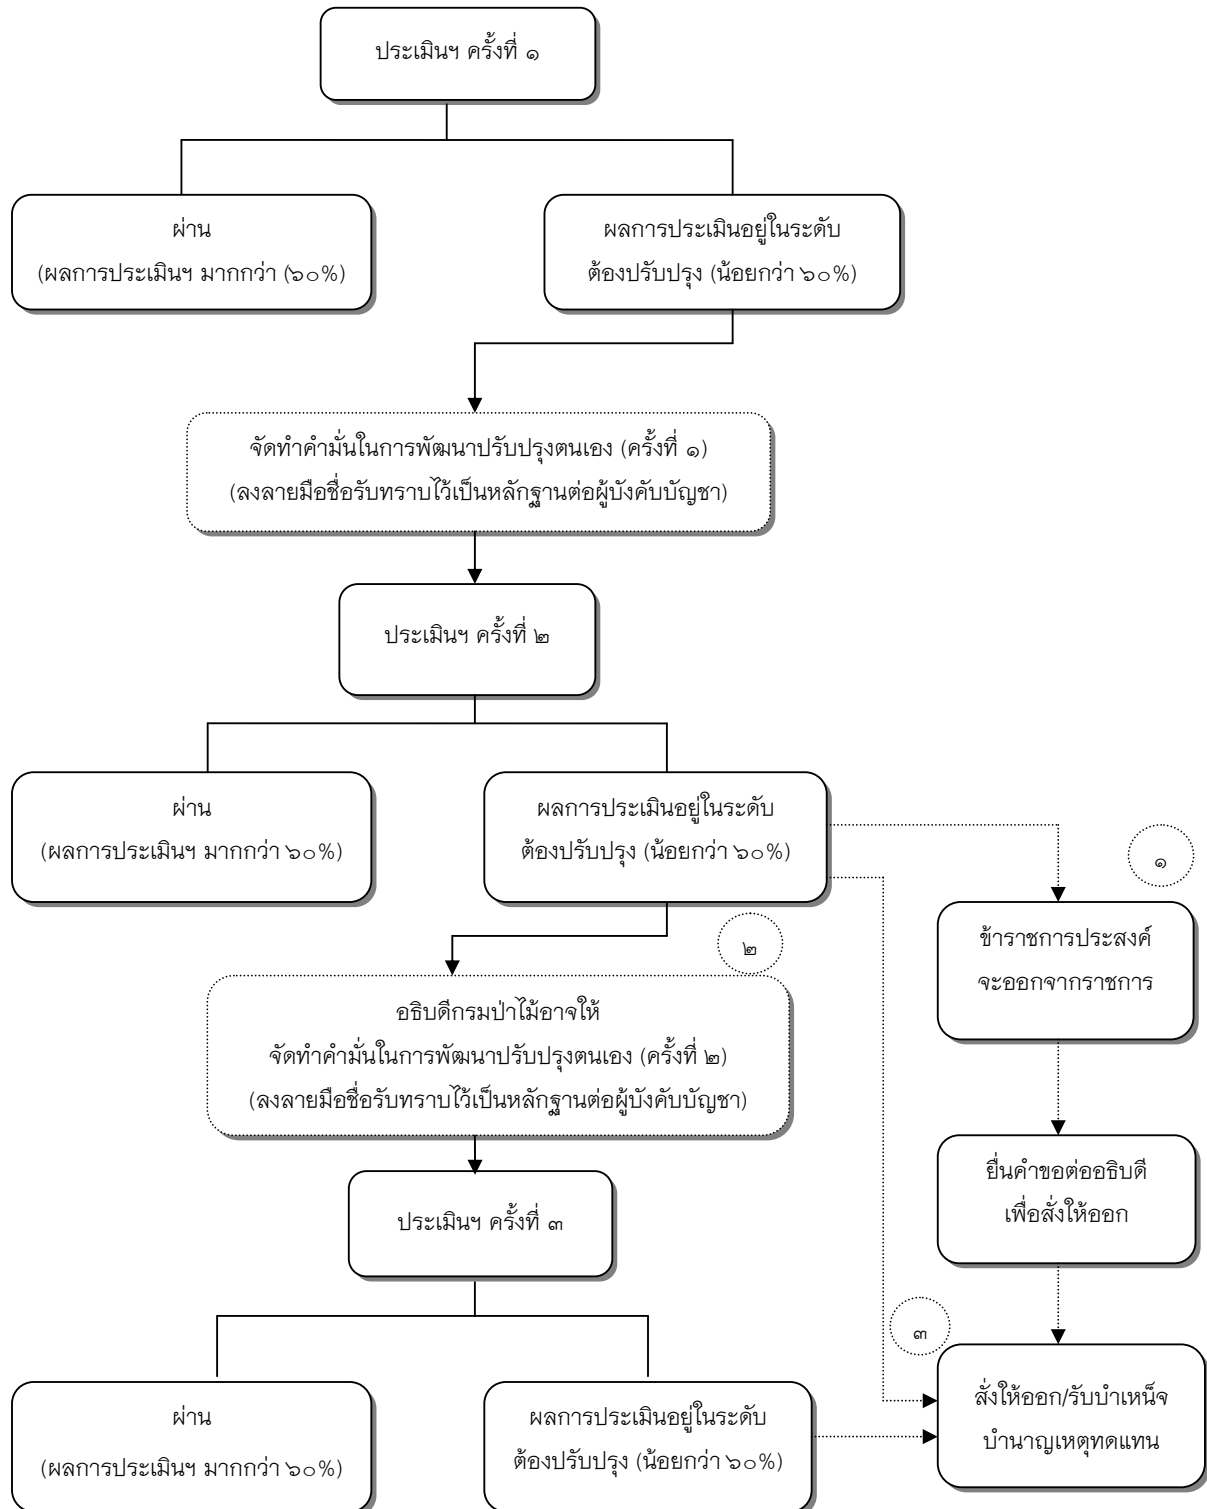 ประเมินฯ ครั้งที่ ๑
ผ่าน
(ผลการประเมินฯ มากกว่า (๖๐%)
ผลการประเมินอยู่ในระดับ
ต้องปรับปรุง (น้อยกว่า ๖๐%)
จัดทำคำมั่นในการพัฒนาปรับปรุงตนเอง (ครั้งที่ ๑)
(ลงลายมือชื่อรับทราบไว้เป็นหลักฐานต่อผู้บังคับบัญชา)
ประเมินฯ ครั้งที่ ๒
ผ่าน
(ผลการประเมินฯ มากกว่า ๖๐%)
ผลการประเมินอยู่ในระดับ
ต้องปรับปรุง (น้อยกว่า ๖๐%)
๑
ข้าราชการประสงค์
จะออกจากราชการ
๒
อธิบดีกรมป่าไม้อาจให้
จัดทำคำมั่นในการพัฒนาปรับปรุงตนเอง (ครั้งที่ ๒)
(ลงลายมือชื่อรับทราบไว้เป็นหลักฐานต่อผู้บังคับบัญชา)
ยื่นคำขอต่ออธิบดี
เพื่อสั่งให้ออก
ประเมินฯ ครั้งที่ ๓
๓
ผ่าน
(ผลการประเมินฯ มากกว่า ๖๐%)
ผลการประเมินอยู่ในระดับ
ต้องปรับปรุง (น้อยกว่า ๖๐%)
สั่งให้ออก/รับบำเหน็จ
บำนาญเหตุทดแทน